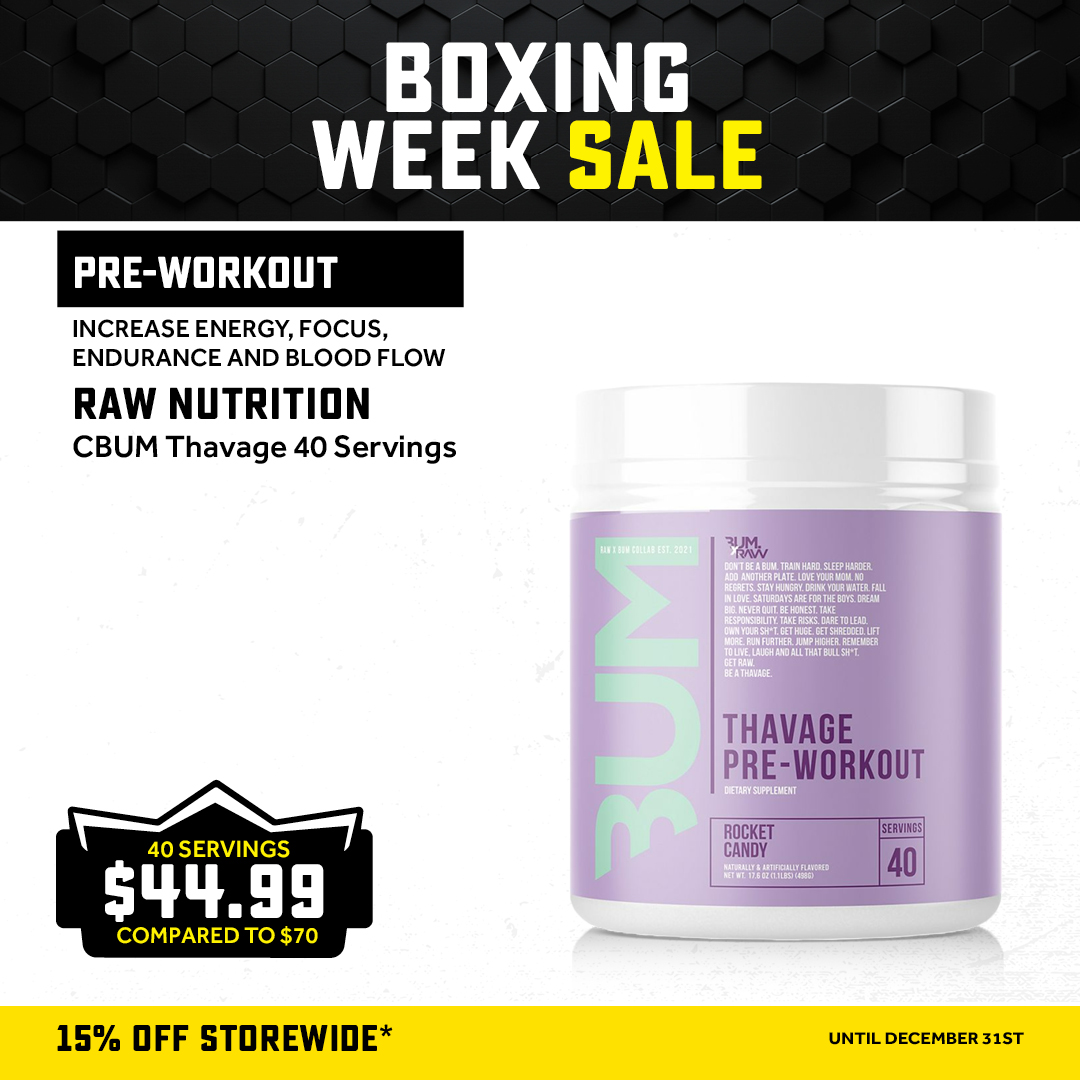 BOXING
WEEK SALE
PRE-WORKOUT
INCREASE ENERGY, FOCUS,
ENDURANCE AND BLOOD FLOW
RAW NUTRITION
CBUM Thavage 40 Servings
RAW X BUM COLLAB EST. 2021
BUM
BUM.
X RAW
DON'T BE A BUM. TRAIN HARD. SLEEP HARDER.
ADD ANOTHER PLATE. LOVE YOUR MOM. NO
REGRETS. STAY HUNGRY. DRINK YOUR WATER. FALL
IN LOVE. SATURDAYS ARE FOR THE BOYS. DREAM
BIG. NEVER QUIT. BE HONEST. TAKE
RESPONSIBILITY. TAKE RISKS. DARE TO LEAD.
OWN YOUR SH*T. GET HUGE. GET SHREDDED. LIFT
MORE. RUN FURTHER. JUMP HIGHER. REMEMBER
TO LIVE, LAUGH AND ALL THAT BULL SH*T.
GET RAW.
BE A THAVAGE.
THAVAGE
PRE-WORKOUT
DIETARY SUPPLEMENT
ROCKET
CANDY
NATURALLY & ARTIFICIALLY FLAVORED
NET WT. 17.6 OZ (1.1LBS) (498G)
SERVINGS
40
40 SERVINGS
$44.99
COMPARED TO $70
15% OFF STOREWIDE*
UNTIL DECEMBER 31ST